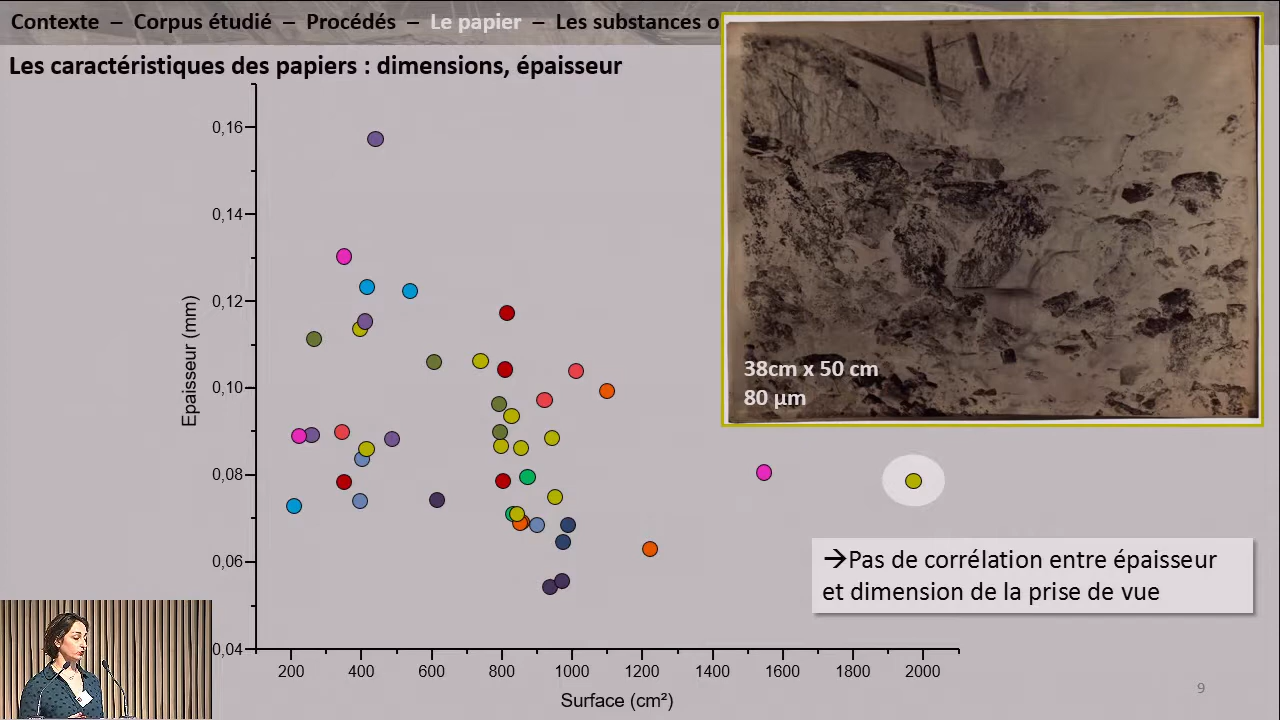 Contexte – Corpus étudié – Procédés – Le papier – Les substances o
Les caractéristiques des papiers : dimensions, épaisseur
0,16
0,14
0,12
0,10
0,08
0,06
0,04
Epaisseur (mm)
200 400 600 800 1000 1200 1400 1600 1800 2000
Surface (cm²)
38cm x 50 cm
80 µm
→Pas de corrélation entre épaisseur
et dimension de la prise de vue
9